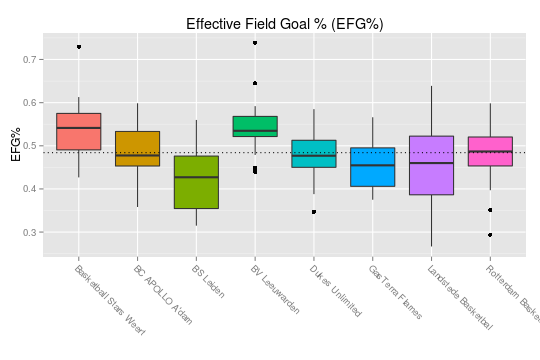 Effective Field Goal % (EFG%)
EFG%
0.7
0.6
0.5
0.4
0.3
Basketball Stars Weert
BC APOLLO A'dam
BS Leiden
BV Leeuwarden
Dukes Unlimited
GasTerra Flames
Landstede Basketbal
Rotterdam Basket